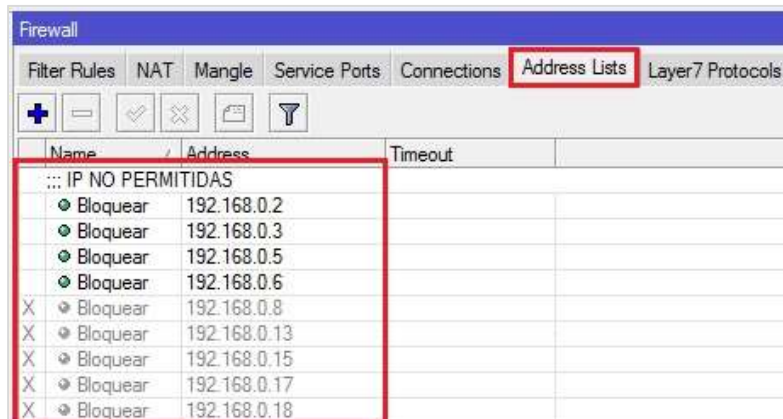 Firewall
Filter Rules NAT Mangle Service Ports Connections Address Lists Layer7 Protocols
Name Address Timeout
::: IP NO PERMITIDAS
Bloquear 192.168.0.2
Bloquear 192.168.0.3
Bloquear 192.168.0.5
Bloquear 192.168.0.6
X Bloquear 192.168.0.8
X Bloquear 192.168.0.13
X Bloquear 192.168.0.15
X Bloquear 192.168.0.17
X Bloquear 192.168.0.18